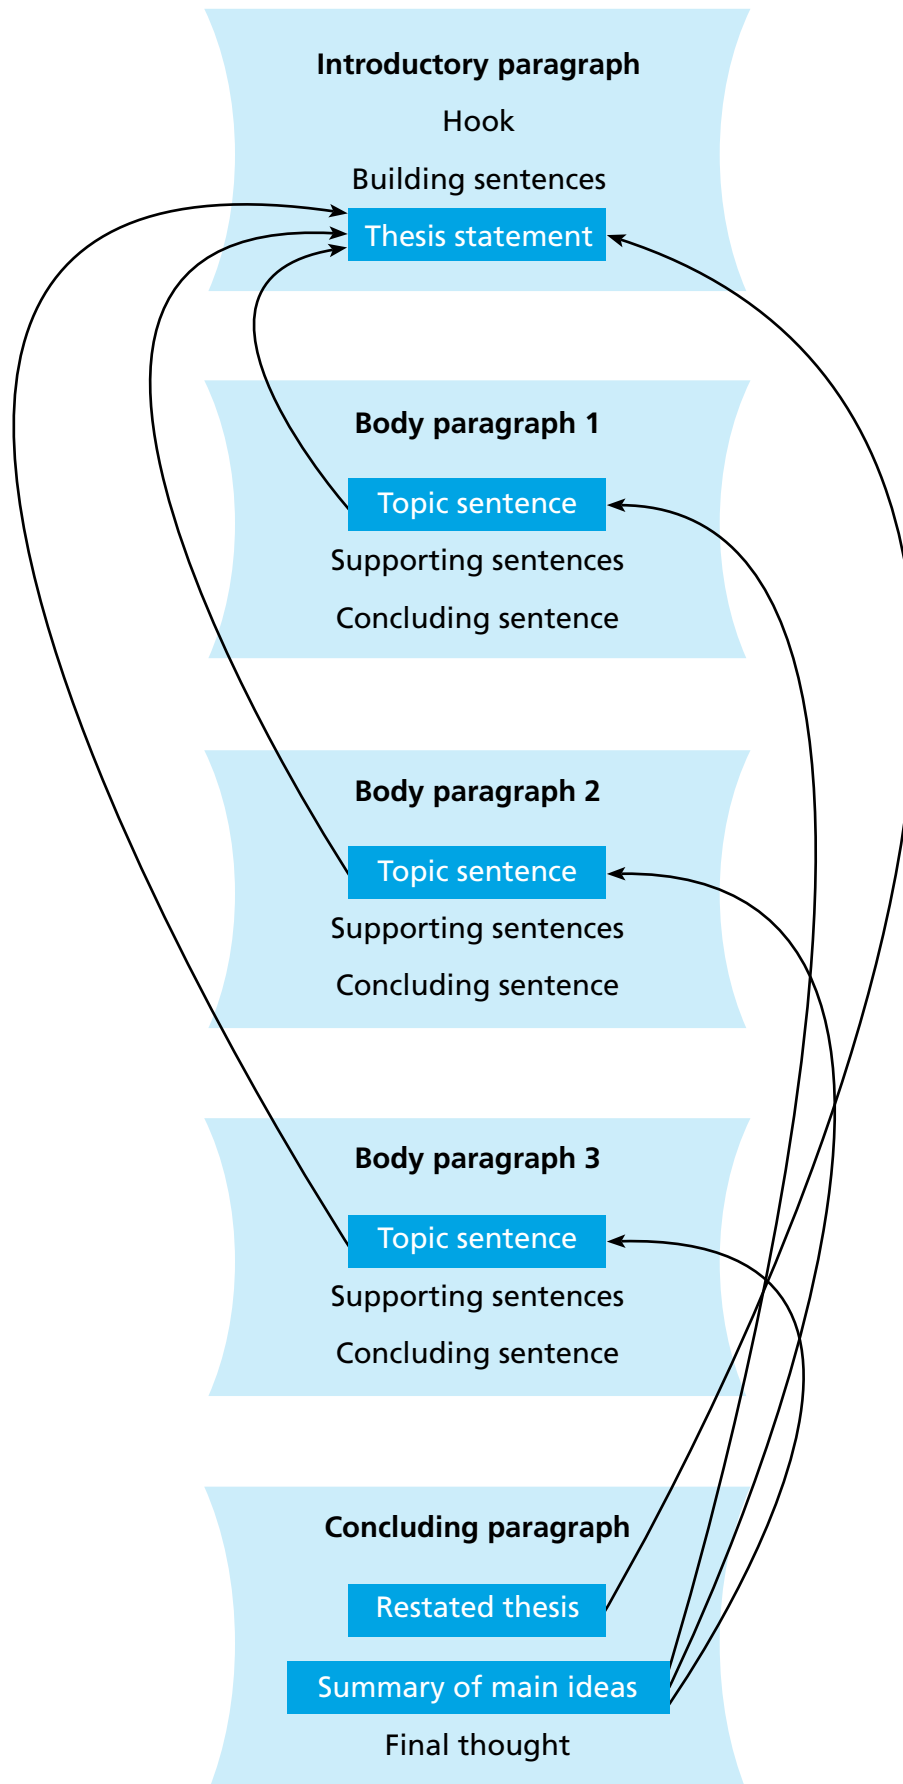 Introductory paragraph
Hook
Building sentences
Thesis statement
Body paragraph 1
Topic sentence
Supporting sentences
Concluding sentence
Body paragraph 2
Topic sentence
Supporting sentences
Concluding sentence
Body paragraph 3
Topic sentence
Supporting sentences
Concluding sentence
Concluding paragraph
Restated thesis
Summary of main ideas
Final thought